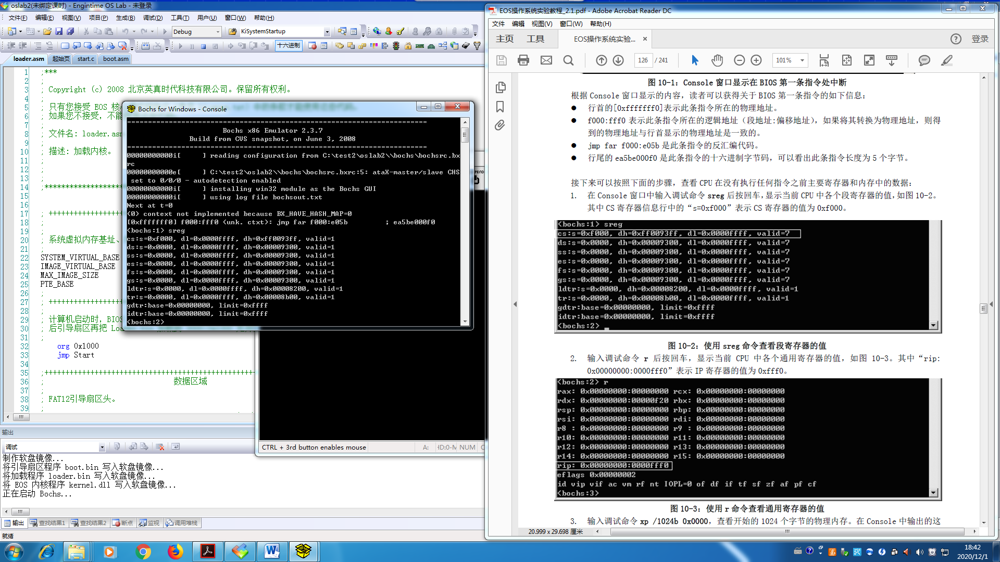 oslab2(未绑定课时) - Engintime OS Lab - 未登录
文件(F) 编辑(E) 视图(V) 项目(P) 生成(B) 调试(D) 工具(T) 用户(U) 窗口(W) 帮助(H)
Debug KiSystemStartup
十六进制
loader.asm 起始页 start.c boot.asm
1 ;***
2 ;
3 ; Copyright (c) 2008 北京英真时代科技有限公司。保留所有权利。
4 ;
5 ; 只有您接受 EOS 核
6 ; 如果您不接受，不能
7 ;
8 ; 文件名: loader.asm
9 ;
10 ; 描述: 加载内核。
11 ;
12 ;
13 ;
14 ;*******************
15
16 ;
17 ; ++++++++++++++++++
18 ;
19 ;
20 ; 系统虚拟内存基址、
21 ;
22 SYSTEM_VIRTUAL_BASE
23 IMAGE_VIRTUAL_BASE
24 MAX_IMAGE_SIZE
25 PTE_BASE
26 ;
27 ; ++++++++++++++++++
28 ;
29 ; 计算机启动时，BIOS
30 ; 后引导扇区再把 Loa
31 ;
32 org 0x1000
33 jmp Start
34
35 ;++++++++++++++++++++++++++++++++++++++++++++++++++
36 ; 数据区域
37 ;
38 ; FAT12引导扇区头。
39 ;
输出
调试
制作软盘镜像...
将引导扇区程序 boot.bin 写入软盘镜像...
将加载程序 loader.bin 写入软盘镜像...
将 EOS 内核程序 kernel.dll 写入软盘镜像...
正在启动 Bochs...
输出 查找结果1 查找结果2 断点 监视 调用堆栈
就绪
Bochs for Windows - Console
========================================================================
Bochs x86 Emulator 2.3.7
Build from CVS snapshot, on June 3, 2008
========================================================================
00000000000i[     ] reading configuration from C:\test2\oslab2\\bochs\bochsrc.bx
rc
00000000000e[     ] C:\test2\oslab2\\bochs\bochsrc.bxrc:5: ataX-master/slave CHS
set to 0/0/0 - autodetection enabled
00000000000i[     ] installing win32 module as the Bochs GUI
00000000000i[     ] using log file bochsout.txt
Next at t=0
(0) context not implemented because BX_HAVE_HASH_MAP=0
[0xfffffff0] f000:fff0 (unk. ctxt): jmp far f000:e05b         ; ea5be000f0
<bochs:1> sreg
cs:s=0xf000, dl=0x0000ffff, dh=0xff0093ff, valid=1
ds:s=0x0000, dl=0x0000ffff, dh=0x00009300, valid=1
ss:s=0x0000, dl=0x0000ffff, dh=0x00009300, valid=1
es:s=0x0000, dl=0x0000ffff, dh=0x00009300, valid=1
fs:s=0x0000, dl=0x0000ffff, dh=0x00009300, valid=1
gs:s=0x0000, dl=0x0000ffff, dh=0x00009300, valid=1
ldtr:s=0x0000, dl=0x0000ffff, dh=0x00008200, valid=1
tr:s=0x0000, dl=0x0000ffff, dh=0x00008b00, valid=1
gdtr:base=0x00000000, limit=0xffff
idtr:base=0x00000000, limit=0xffff
<bochs:2>
CTRL + 3rd button enables mouse A: HD:0-M NUM
EOS操作系统实验教程_2.1.pdf - Adobe Acrobat Reader DC
文件 编辑 视图(V) 窗口(W) 帮助(H)
主页 工具 EOS操作系统实验... × 登录
126 / 241 101%
图 10-1：Console 窗口显示在 BIOS 第一条指令处中断
根据 Console 窗口显示的内容，读者可以获得关于 BIOS 第一条指令的如下信息：
● 行首的[0xfffffff0]表示此条指令所在的物理地址。
● f000:fff0 表示此条指令所在的逻辑地址（段地址:偏移地址），如果将其转换为物理地址，则得
到的物理地址与行首显示的物理地址是一致的。
● jmp far f000:e05b 是此条指令的反汇编代码。
● 行尾的 ea5be000f0 是此条指令的十六进制字节码，可以看出此条指令长度为 5 个字节。
接下来可以按照下面的步骤，查看 CPU 在没有执行任何指令之前主要寄存器和内存中的数据：
1. 在 Console 窗口中输入调试命令 sreg 后按回车，显示当前 CPU 中各个段寄存器的值，如图 10-2。
其中 CS 寄存器信息行中的“s=0xf000”表示 CS 寄存器的值为 0xf000。
<bochs:1> sreg
cs:s=0xf000, dh=0xff0093ff, dl=0x0000ffff, valid=7
ds:s=0x0000, dh=0x00009300, dl=0x0000ffff, valid=7
ss:s=0x0000, dh=0x00009300, dl=0x0000ffff, valid=7
es:s=0x0000, dh=0x00009300, dl=0x0000ffff, valid=7
fs:s=0x0000, dh=0x00009300, dl=0x0000ffff, valid=7
gs:s=0x0000, dh=0x00009300, dl=0x0000ffff, valid=7
ldtr:s=0x0000, dh=0x00008200, dl=0x0000ffff, valid=1
tr:s=0x0000, dh=0x00008b00, dl=0x0000ffff, valid=1
gdtr:base=0x00000000, limit=0xffff
idtr:base=0x00000000, limit=0xffff
<bochs:2> _
图 10-2：使用 sreg 命令查看段寄存器的值
2. 输入调试命令 r 后按回车，显示当前 CPU 中各个通用寄存器的值，如图 10-3。其中“rip:
0x00000000:0000fff0”表示 IP 寄存器的值为 0xfff0。
<bochs:2> r
rax: 0x00000000:00000000 rcx: 0x00000000:00000000
rdx: 0x00000000:00000f20 rbx: 0x00000000:00000000
rsp: 0x00000000:00000000 rbp: 0x00000000:00000000
rsi: 0x00000000:00000000 rdi: 0x00000000:00000000
r8 : 0x00000000:00000000 r9 : 0x00000000:00000000
r10: 0x00000000:00000000 r11: 0x00000000:00000000
r12: 0x00000000:00000000 r13: 0x00000000:00000000
r14: 0x00000000:00000000 r15: 0x00000000:00000000
rip: 0x00000000:0000fff0
eflags 0x00000002
id vip vif ac vm rf nt IOPL=0 of df if tf sf zf af pf cf
<bochs:3>
图 10-3：使用 r 命令查看通用寄存器的值
3. 输入调试命令 xp /1024b 0x0000，查看开始的 1024 个字节的物理内存。在 Console 中输出的这
20.999 x 29.698 厘米
18:42
2020/12/1